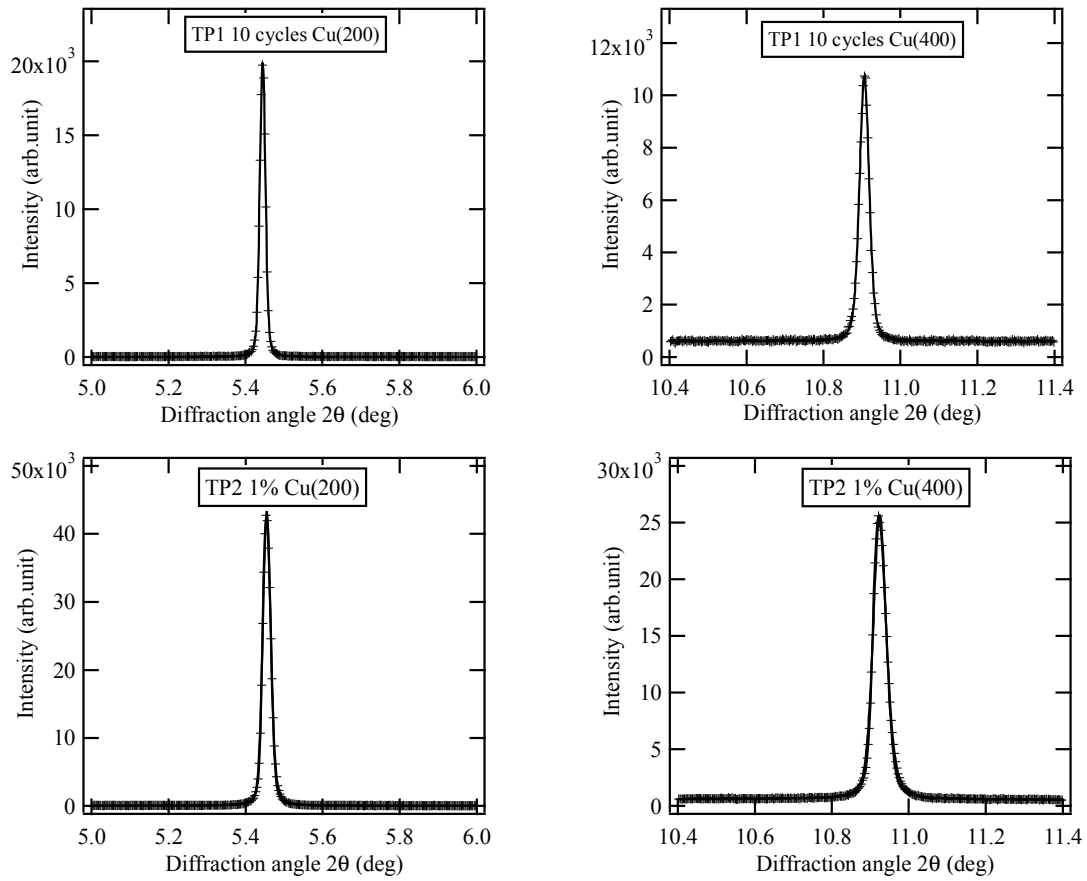 TP1 10 cycles Cu(200)
20x10³
15
10
5
0
Intensity (arb.unit)
5.0 5.2 5.4 5.6 5.8 6.0
Diffraction angle 2θ (deg)
TP1 10 cycles Cu(400)
12x10³
10
8
6
4
2
0
Intensity (arb.unit)
10.4 10.6 10.8 11.0 11.2 11.4
Diffraction angle 2θ (deg)
TP2 1% Cu(200)
50x10³
40
30
20
10
0
Intensity (arb.unit)
5.0 5.2 5.4 5.6 5.8 6.0
Diffraction angle 2θ (deg)
TP2 1% Cu(400)
30x10³
25
20
15
10
5
0
Intensity (arb.unit)
10.4 10.6 10.8 11.0 11.2 11.4
Diffraction angle 2θ (deg)